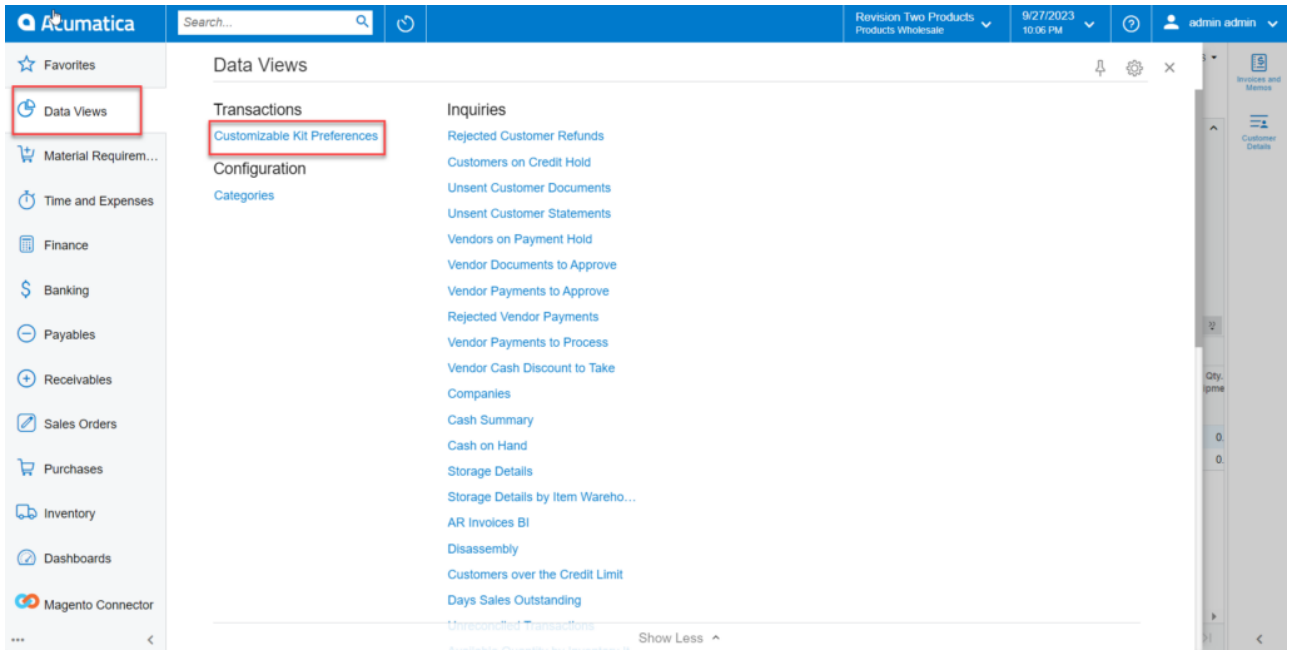 Acumatica
Search...
Revision Two Products
Products Wholesale
9/27/2023
10:06 PM
admin admin
Favorites
Data Views
Material Requirem...
Time and Expenses
Finance
Banking
Payables
Receivables
Sales Orders
Purchases
Inventory
Dashboards
Magento Connector
Data Views
Transactions
Customizable Kit Preferences
Configuration
Categories
Inquiries
Rejected Customer Refunds
Customers on Credit Hold
Unsent Customer Documents
Unsent Customer Statements
Vendors on Payment Hold
Vendor Documents to Approve
Vendor Payments to Approve
Rejected Vendor Payments
Vendor Payments to Process
Vendor Cash Discount to Take
Companies
Cash Summary
Cash on Hand
Storage Details
Storage Details by Item Wareho...
AR Invoices BI
Disassembly
Customers over the Credit Limit
Days Sales Outstanding
Unreconciled Transactions
Show Less
Invoices and
Memos
Customer
Details
Qty.
ipme
0.
0.